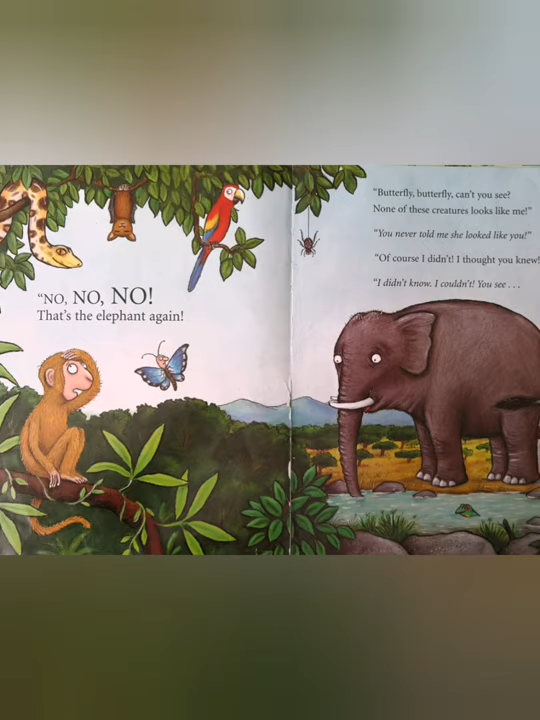 “NO, NO, NO!
That’s the elephant again!
“Butterfly, butterfly, can’t you see?
None of these creatures looks like me!”
“You never told me she looked like you!”
“Of course I didn’t! I thought you knew!
“I didn’t know. I couldn’t! You see . . .